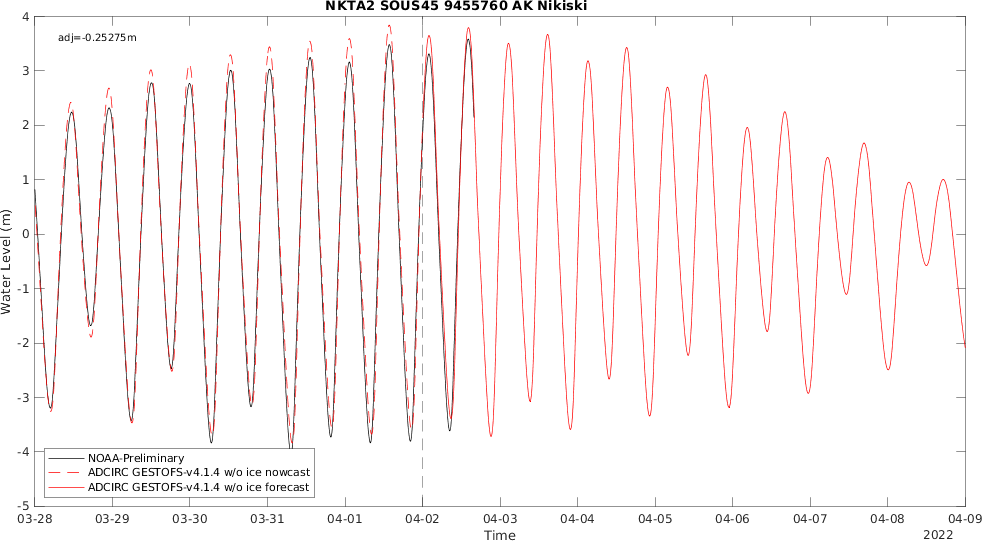 NKTA2 SOUS45 9455760 AK Nikiski
adj=-0.25275m
Water Level (m)
4
3
2
1
0
-1
-2
-3
-4
-5
NOAA-Preliminary
ADCIRC GESTOFS-v4.1.4 w/o ice nowcast
ADCIRC GESTOFS-v4.1.4 w/o ice forecast
03-28 03-29 03-30 03-31 04-01 04-02 04-03 04-04 04-05 04-06 04-07 04-08 04-09
Time
2022